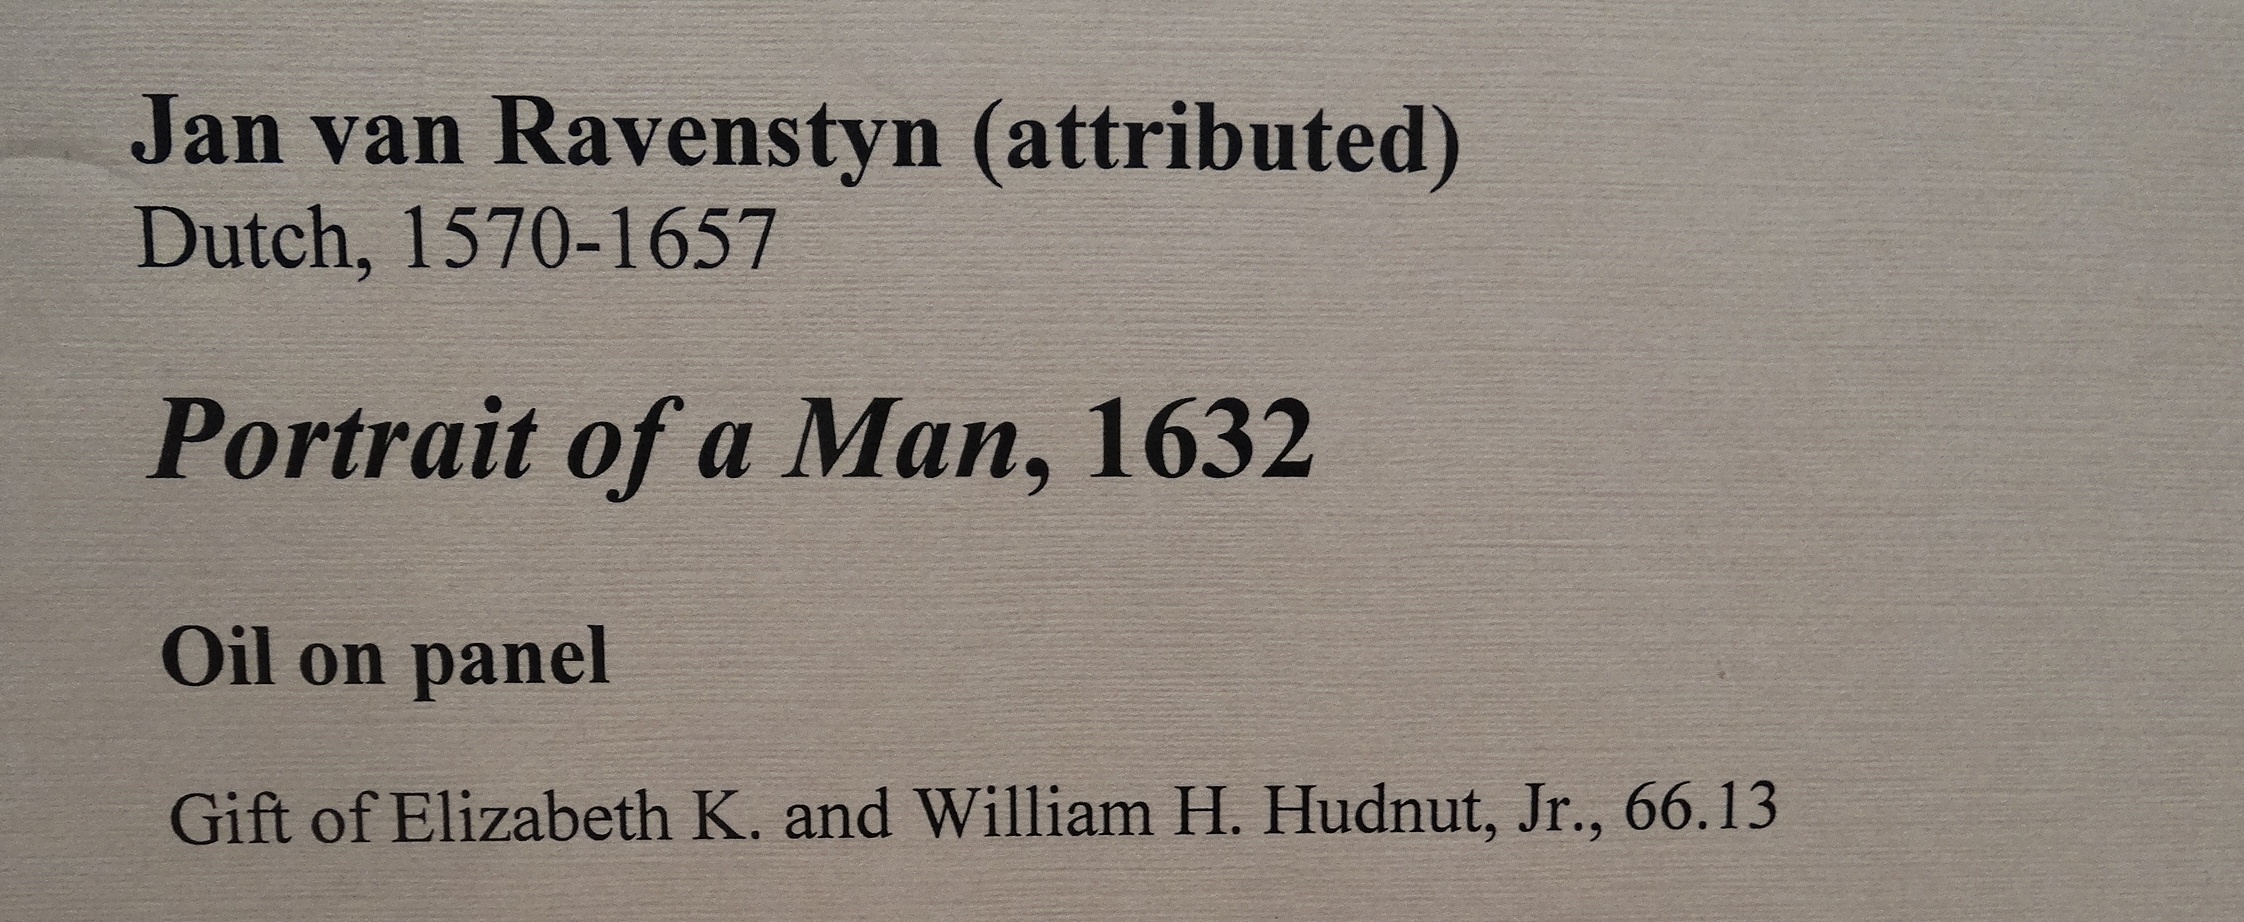 Jan van Ravenstyn (attributed)
Dutch, 1570-1657
Portrait of a Man, 1632
Oil on panel
Gift of Elizabeth K. and William H. Hudnut, Jr., 66.13